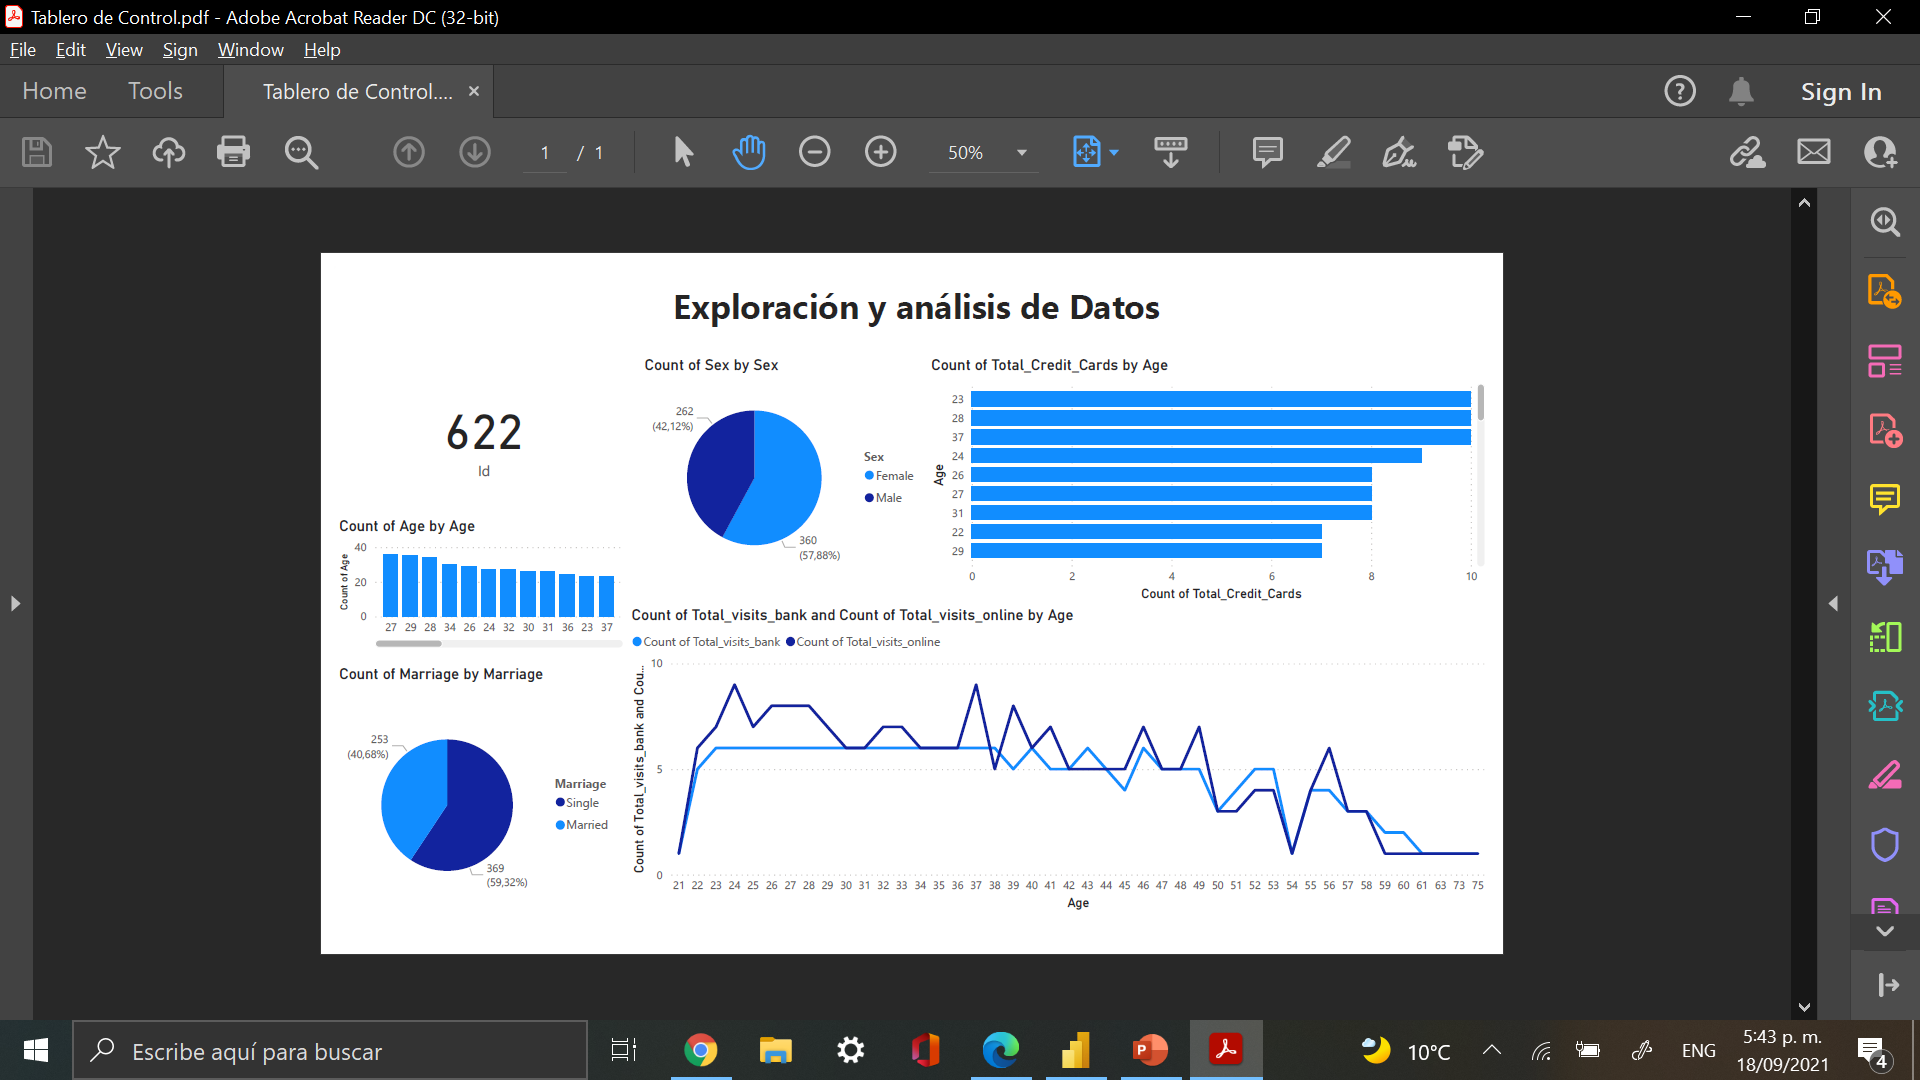 Tablero de Control.pdf - Adobe Acrobat Reader DC (32-bit)
File Edit View Sign Window Help
Home Tools Tablero de Control.... × Sign In
1 / 1 50%
Exploración y análisis de Datos
622
Id
Count of Sex by Sex
262
(42,12%)
360
(57,88%)
Sex
Female
Male
Count of Total_Credit_Cards by Age
Age
23
28
37
24
26
27
31
22
29
0 2 4 6 8 10
Count of Total_Credit_Cards
Count of Age by Age
Count of Age
40
20
0
27 29 28 34 26 24 32 30 31 36 23 37
Count of Marriage by Marriage
253
(40,68%)
369
(59,32%)
Marriage
Single
Married
Count of Total_visits_bank and Count of Total_visits_online by Age
Count of Total_visits_bank Count of Total_visits_online
Count of Total_visits_bank and Cou...
10
5
0
21 22 23 24 25 26 27 28 29 30 31 32 33 34 35 36 37 38 39 40 41 42 43 44 45 46 47 48 49 50 51 52 53 54 55 56 57 58 59 60 61 63 73 75
Age
Escribe aquí para buscar
10°C
ENG
5:43 p. m.
18/09/2021
4